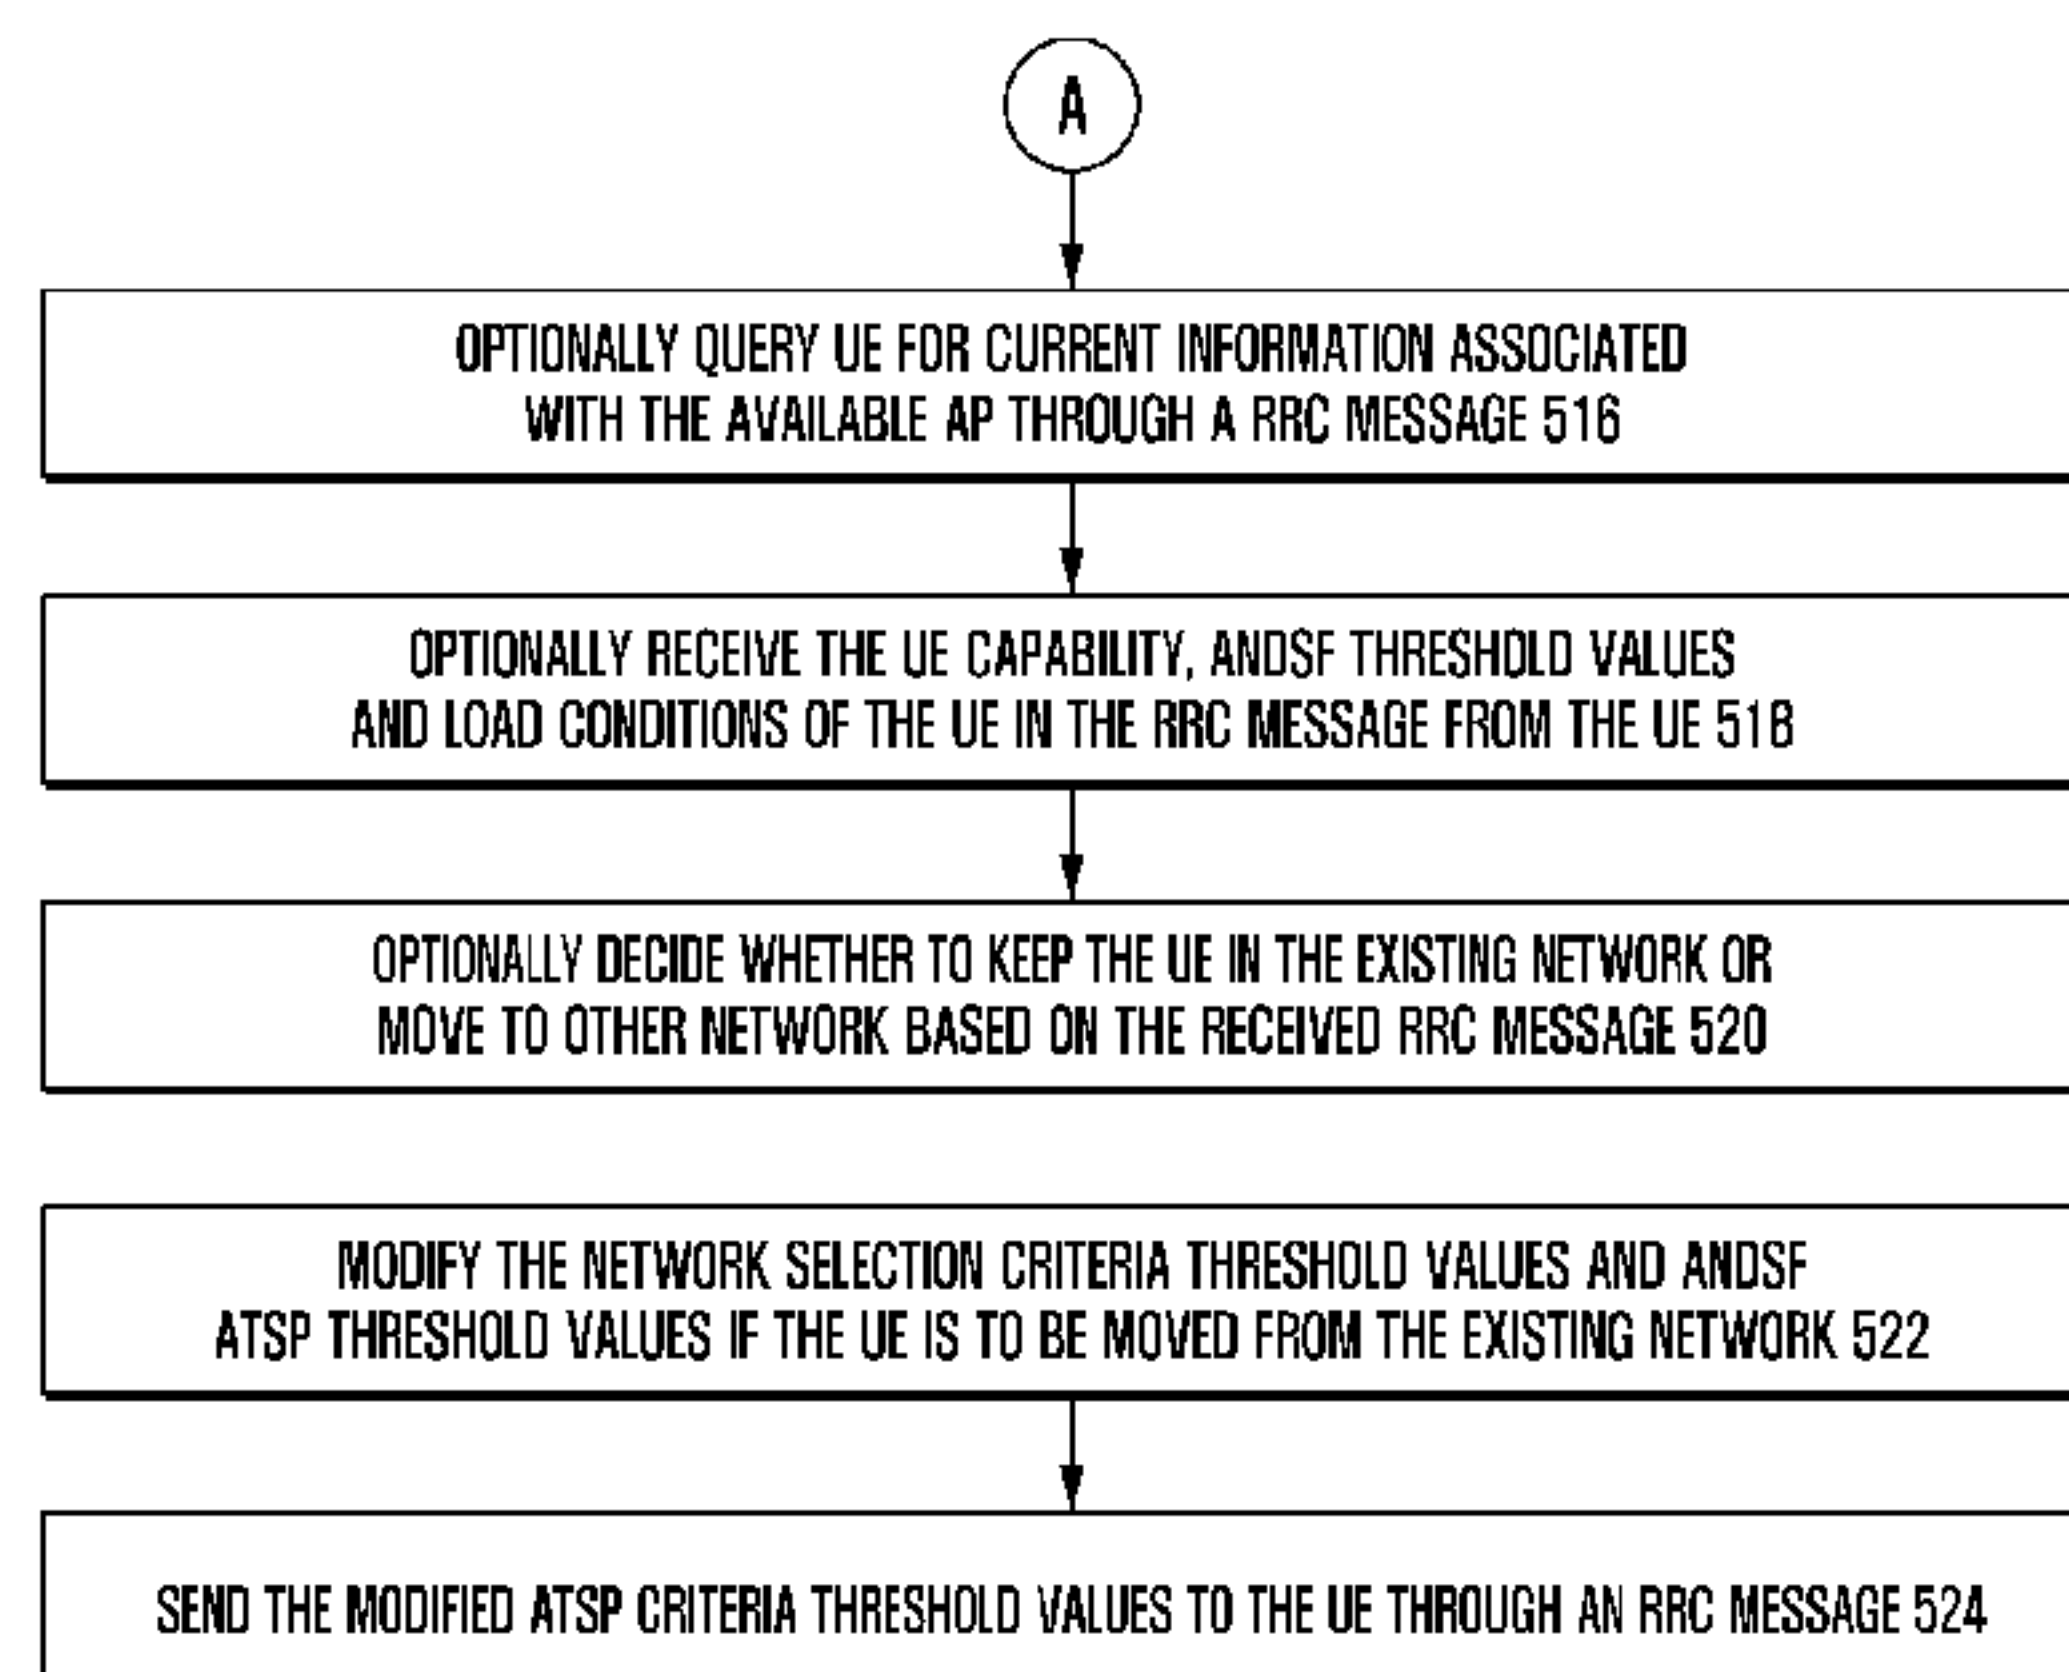 A
OPTIONALLY QUERY UE FOR CURRENT INFORMATION ASSOCIATED
WITH THE AVAILABLE AP THROUGH A RRC MESSAGE 516
OPTIONALLY RECEIVE THE UE CAPABILITY, ANDSF THRESHOLD VALUES
AND LOAD CONDITIONS OF THE UE IN THE RRC MESSAGE FROM THE UE 518
OPTIONALLY DECIDE WHETHER TO KEEP THE UE IN THE EXISTING NETWORK OR
MOVE TO OTHER NETWORK BASED ON THE RECEIVED RRC MESSAGE 520
MODIFY THE NETWORK SELECTION CRITERIA THRESHOLD VALUES AND ANDSF
ATSP THRESHOLD VALUES IF THE UE IS TO BE MOVED FROM THE EXISTING NETWORK 522
SEND THE MODIFIED ATSP CRITERIA THRESHOLD VALUES TO THE UE THROUGH AN RRC MESSAGE 524